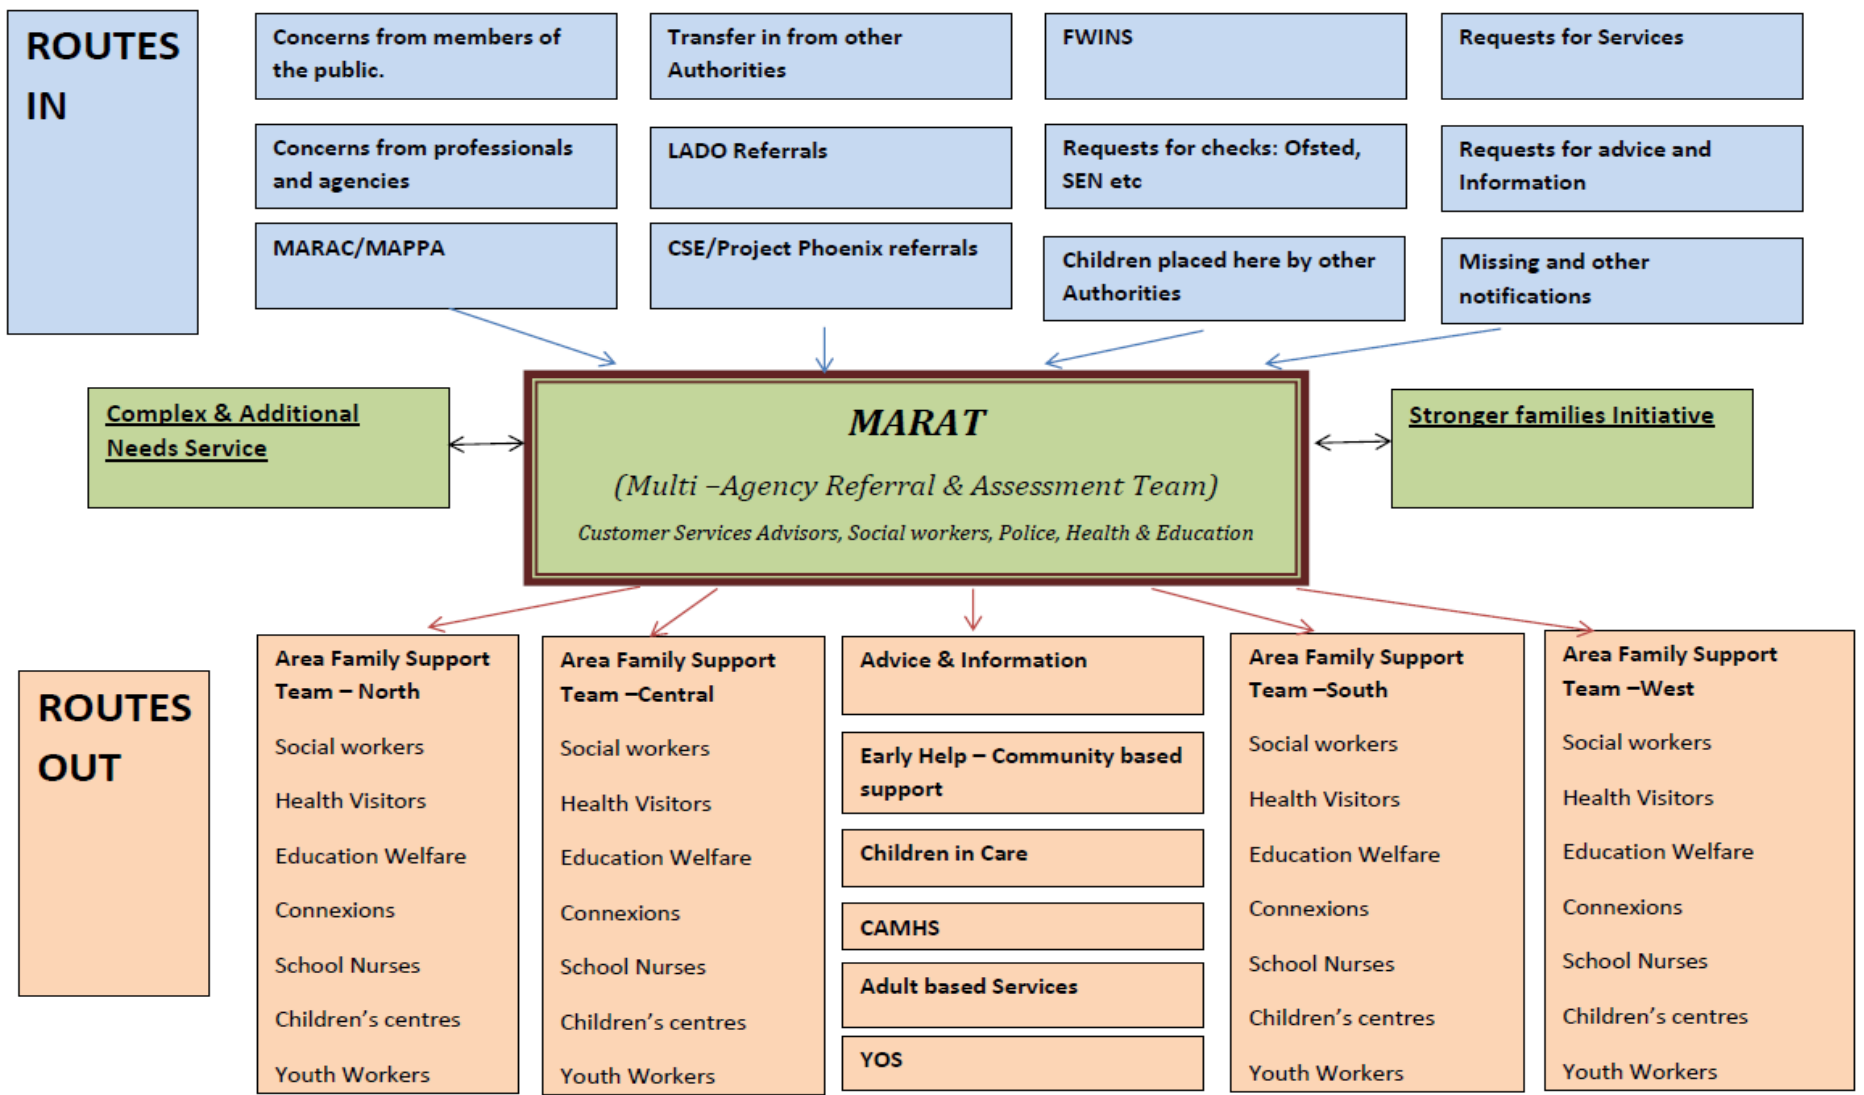 ROUTES
IN
Concerns from members of
the public.
Transfer in from other
Authorities
FWINS
Requests for Services
Concerns from professionals
and agencies
LADO Referrals
Requests for checks: Ofsted,
SEN etc
Requests for advice and
Information
MARAC/MAPPA
CSE/Project Phoenix referrals
Children placed here by other
Authorities
Missing and other
notifications
Complex & Additional
Needs Service
MARAT
(Multi –Agency Referral & Assessment Team)
Customer Services Advisors, Social workers, Police, Health & Education
Stronger families Initiative
ROUTES
OUT
Area Family Support
Team – North
Social workers
Health Visitors
Education Welfare
Connexions
School Nurses
Children’s centres
Youth Workers
Area Family Support
Team –Central
Social workers
Health Visitors
Education Welfare
Connexions
School Nurses
Children’s centres
Youth Workers
Advice & Information
Early Help – Community based
support
Children in Care
CAMHS
Adult based Services
YOS
Area Family Support
Team –South
Social workers
Health Visitors
Education Welfare
Connexions
School Nurses
Children’s centres
Youth Workers
Area Family Support
Team –West
Social workers
Health Visitors
Education Welfare
Connexions
School Nurses
Children’s centres
Youth Workers